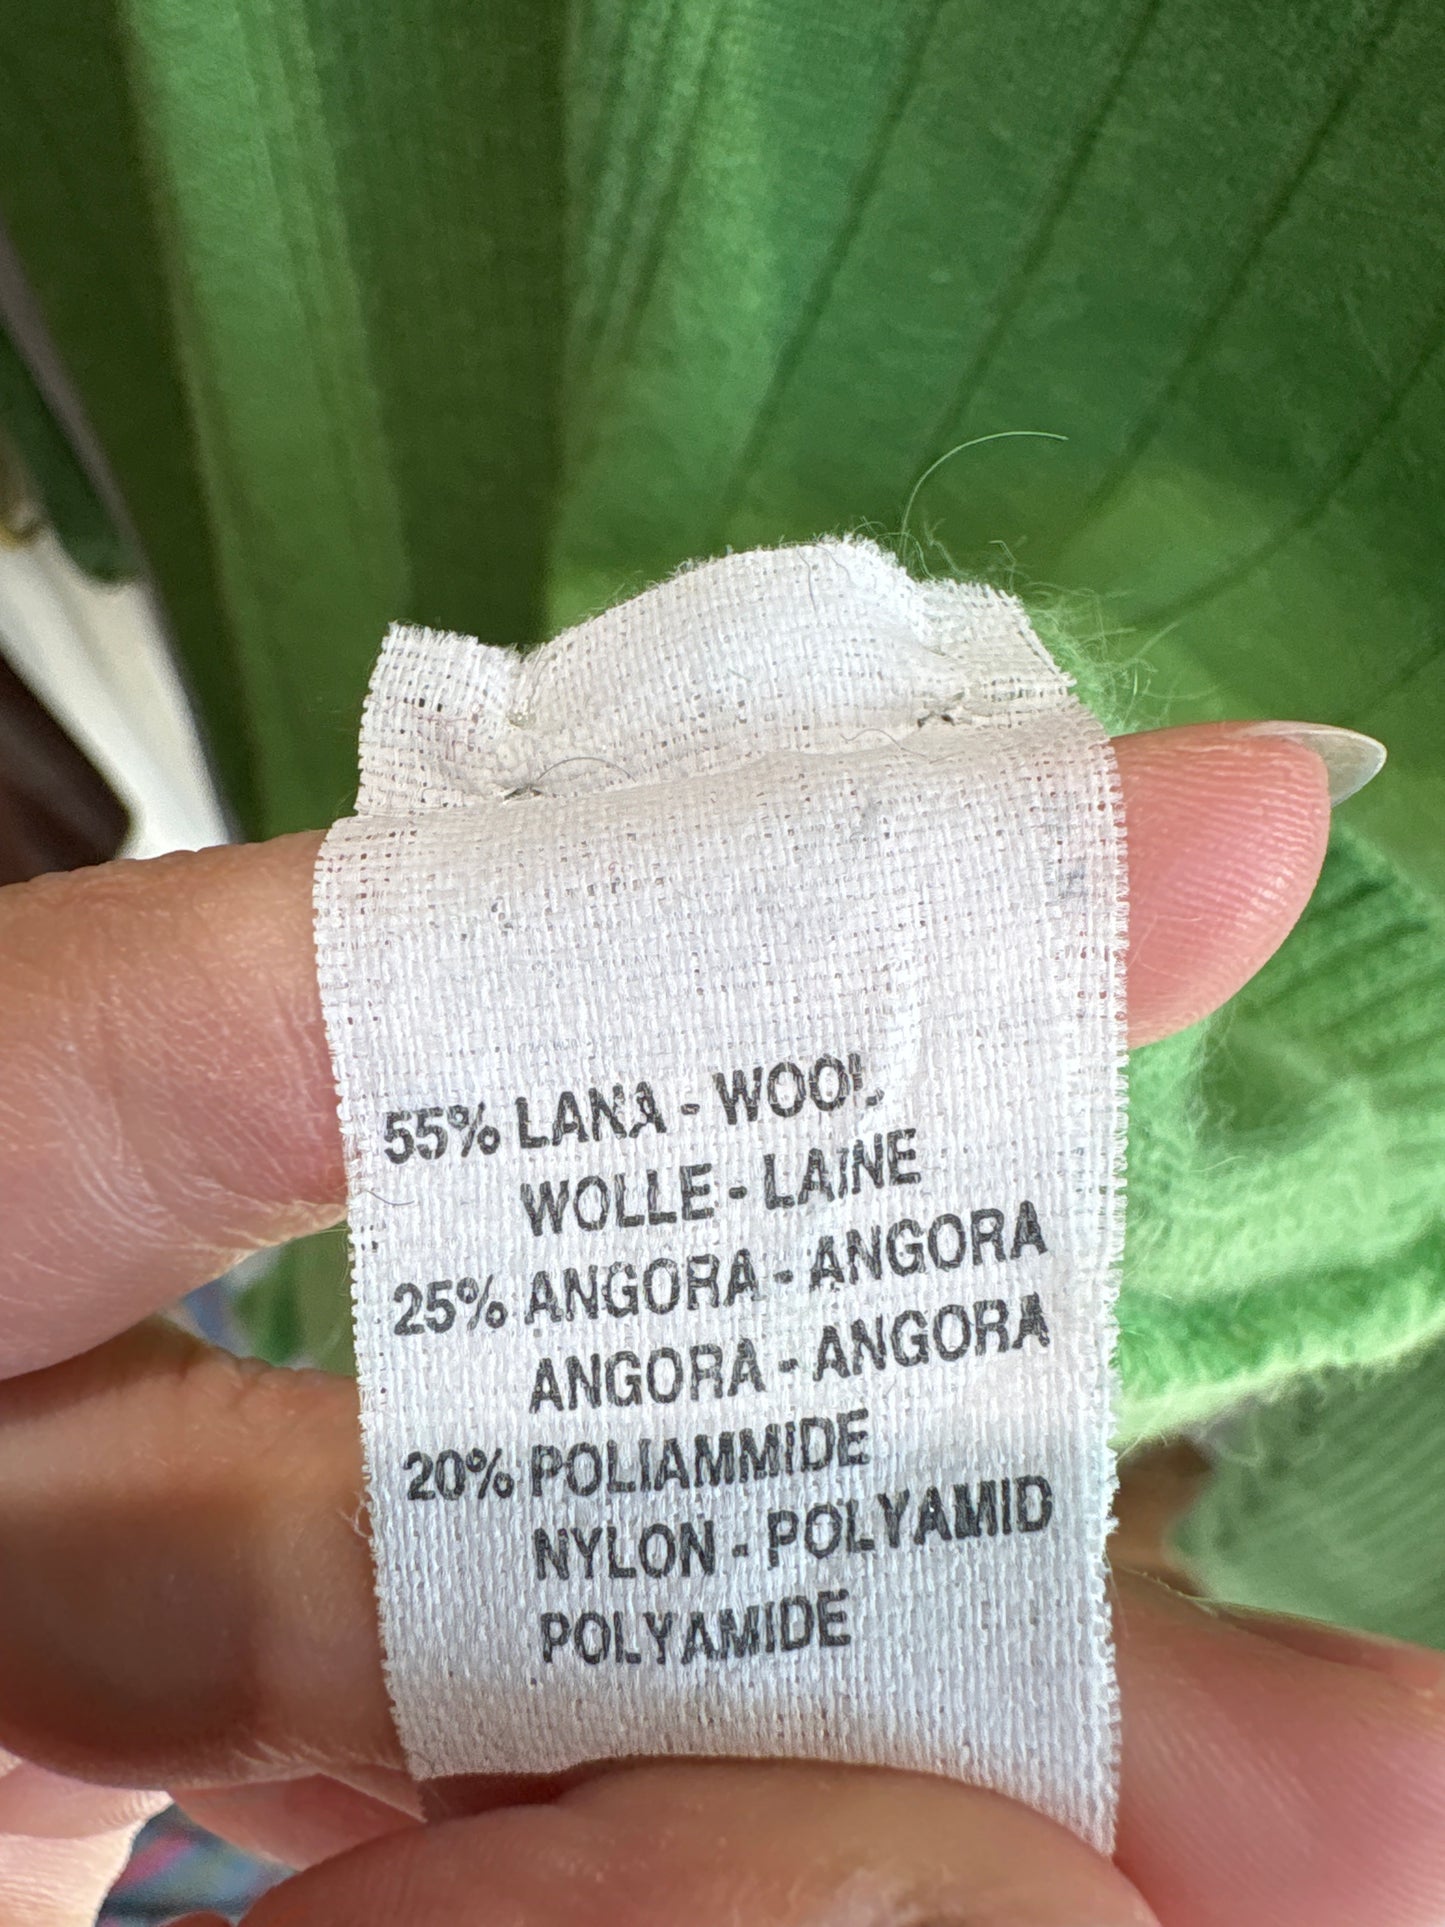 55% LANA - WOOL
WOLLE - LAINE
25% ANGORA - ANGORA
ANGORA - ANGORA
20% POLIAMMIDE
NYLON - POLYAMID
POLYAMIDE